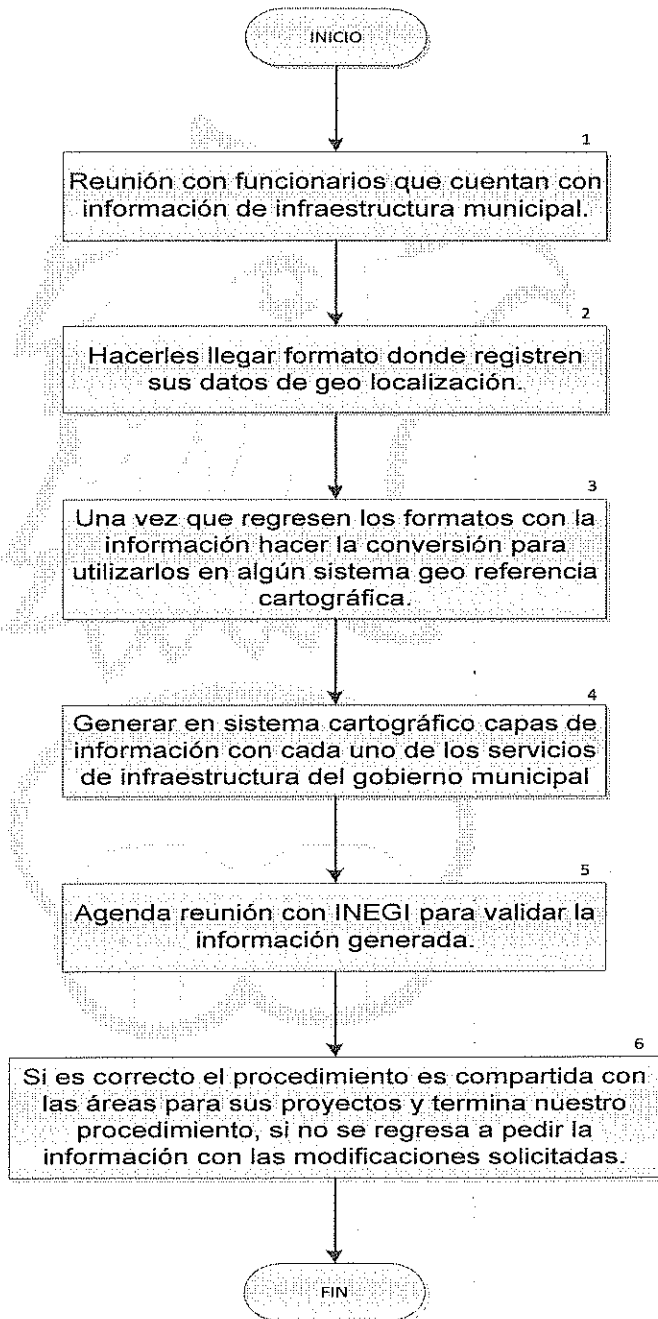 INICIO
1
Reunión con funcionarios que cuentan con
información de infraestructura municipal.
2
Hacerles llegar formato donde registren
sus datos de geo localización.
3
Una vez que regresen los formatos con la
información hacer la conversión para
utilizarlos en algún sistema geo referencia
cartográfica.
4
Generar en sistema cartográfico capas de
información con cada uno de los servicios
de infraestructura del gobierno municipal
5
Agenda reunión con INEGI para validar la
información generada.
6
Si es correcto el procedimiento es compartida con
las áreas para sus proyectos y termina nuestro
procedimiento, si no se regresa a pedir la
información con las modificaciones solicitadas.
FIN